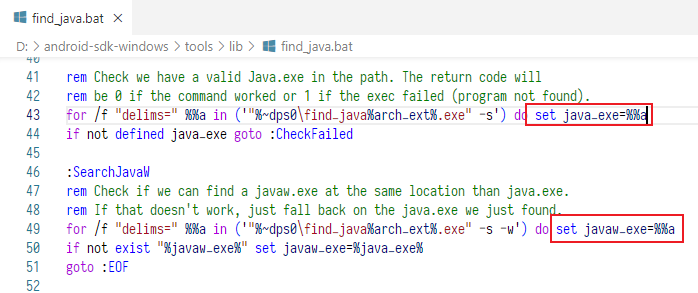 find_java.bat ×
D: > android-sdk-windows > tools > lib > find_java.bat
40
41 rem Check we have a valid Java.exe in the path. The return code will
42 rem be 0 if the command worked or 1 if the exec failed (program not found).
43 for /f "delims=" %%a in ('"%~dps0\find_java%arch_ext%.exe" -s') do set java_exe=%%a
44 if not defined java_exe goto :CheckFailed
45
46 :SearchJavaW
47 rem Check if we can find a javaw.exe at the same location than java.exe.
48 rem If that doesn't work, just fall back on the java.exe we just found.
49 for /f "delims=" %%a in ('"%~dps0\find_java%arch_ext%.exe" -s -w') do set javaw_exe=%%a
50 if not exist "%javaw_exe%" set javaw_exe=%java_exe%
51 goto :EOF
52